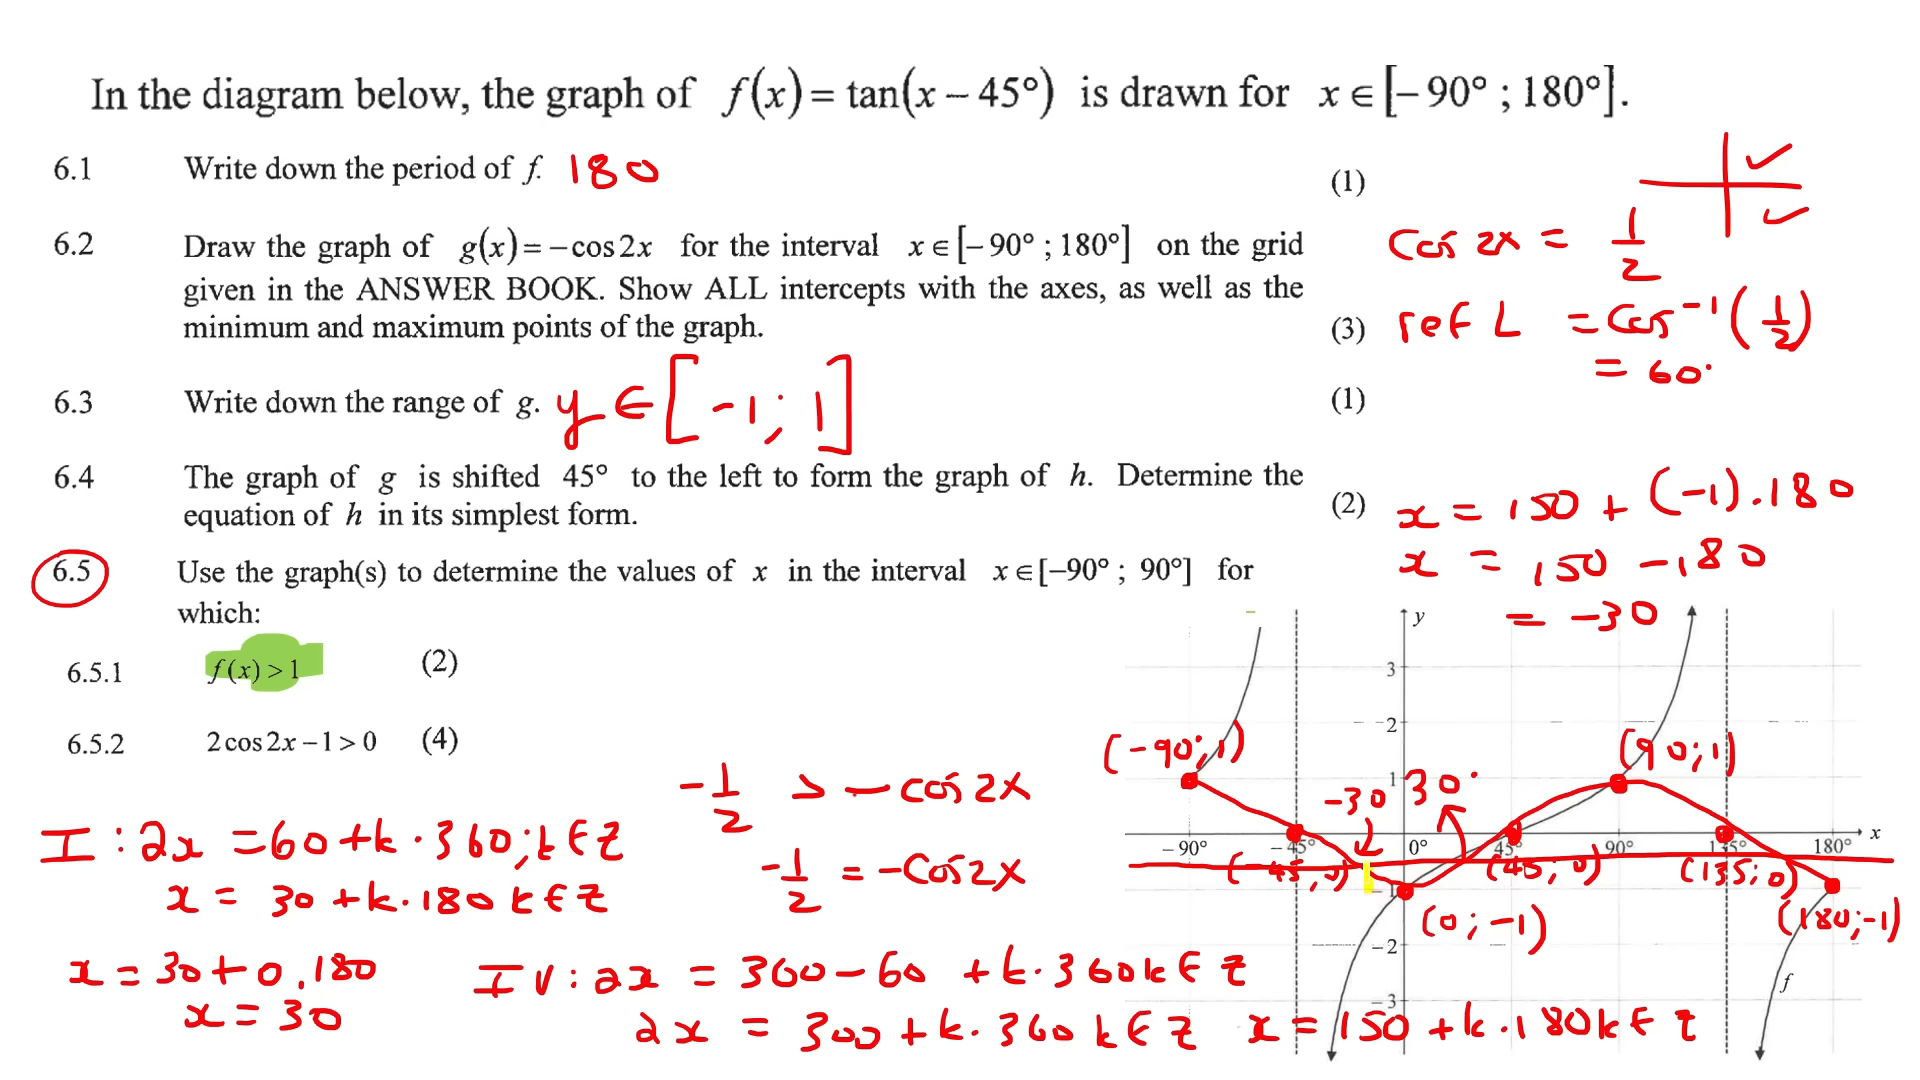 In the diagram below, the graph of f(x) = tan(x − 45°) is drawn for x ∈ [− 90° ; 180°].
6.1 Write down the period of f. 180 (1)
6.2 Draw the graph of g(x) = − cos 2x for the interval x ∈ [− 90° ; 180°] on the grid
given in the ANSWER BOOK. Show ALL intercepts with the axes, as well as the
minimum and maximum points of the graph. (3)
6.3 Write down the range of g. y ∈ [-1 ; 1] (1)
6.4 The graph of g is shifted 45° to the left to form the graph of h. Determine the
equation of h in its simplest form. (2)
6.5 Use the graph(s) to determine the values of x in the interval x ∈ [−90° ; 90°] for
which:
6.5.1 f(x) > 1 (2)
6.5.2 2 cos 2x − 1 > 0 (4)
cos 2x = 1/2
ref L = cos⁻¹(1/2)
= 60°
x = 150 + (-1).180
x = 150 - 180
= -30
-1/2 > - cos 2x
-1/2 = - cos 2x
I : 2x = 60 + k . 360 ; k ∈ Z
x = 30 + k . 180 k ∈ Z
x = 30 + 0 . 180
x = 30
IV : 2x = 360 - 60 + k . 360 k ∈ Z
2x = 300 + k . 360 k ∈ Z
x = 150 + k . 180 k ∈ Z
y
3
2
(-90°; 1)
(90; 1)
1
-30
30°
x
− 90°
− 45°
0°
45°
90°
135°
180°
(-45; 0)
(45; 0)
(135; 0)
− 1
(0; -1)
(180; -1)
− 2
− 3
f